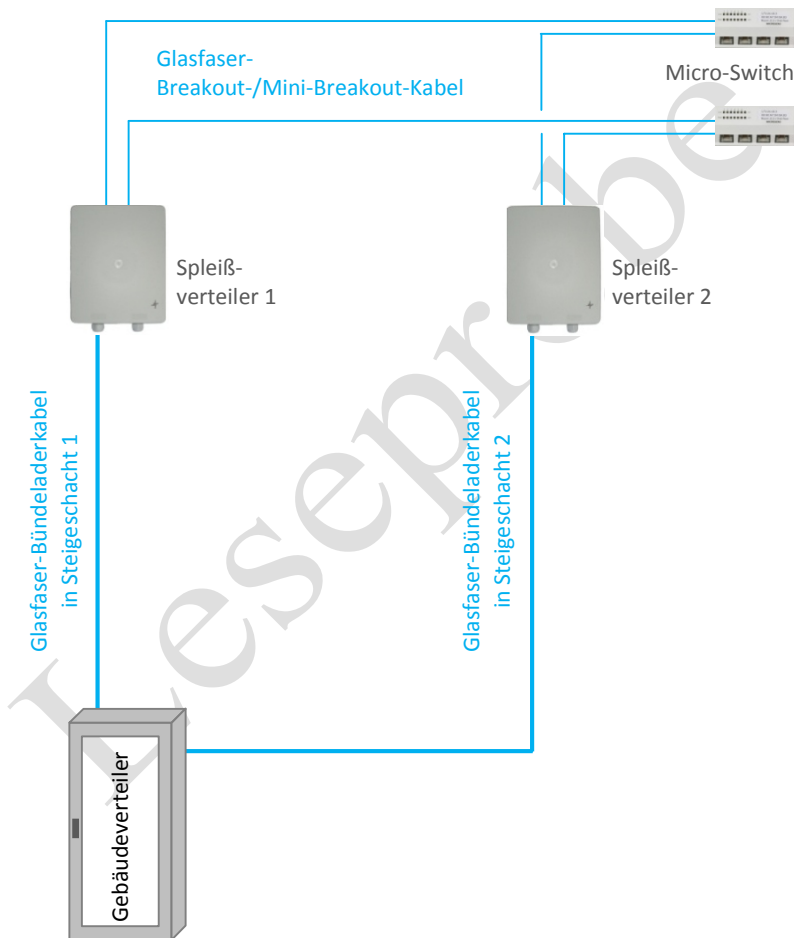 Glasfaser-
Breakout-/Mini-Breakout-Kabel
Micro-Switch
Spleiß-
verteiler 1
Spleiß-
verteiler 2
Glasfaser-Bündeladerkabel
in Steigeschacht 1
Glasfaser-Bündeladerkabel
in Steigeschacht 2
Gebäudeverteiler
Leseprobe